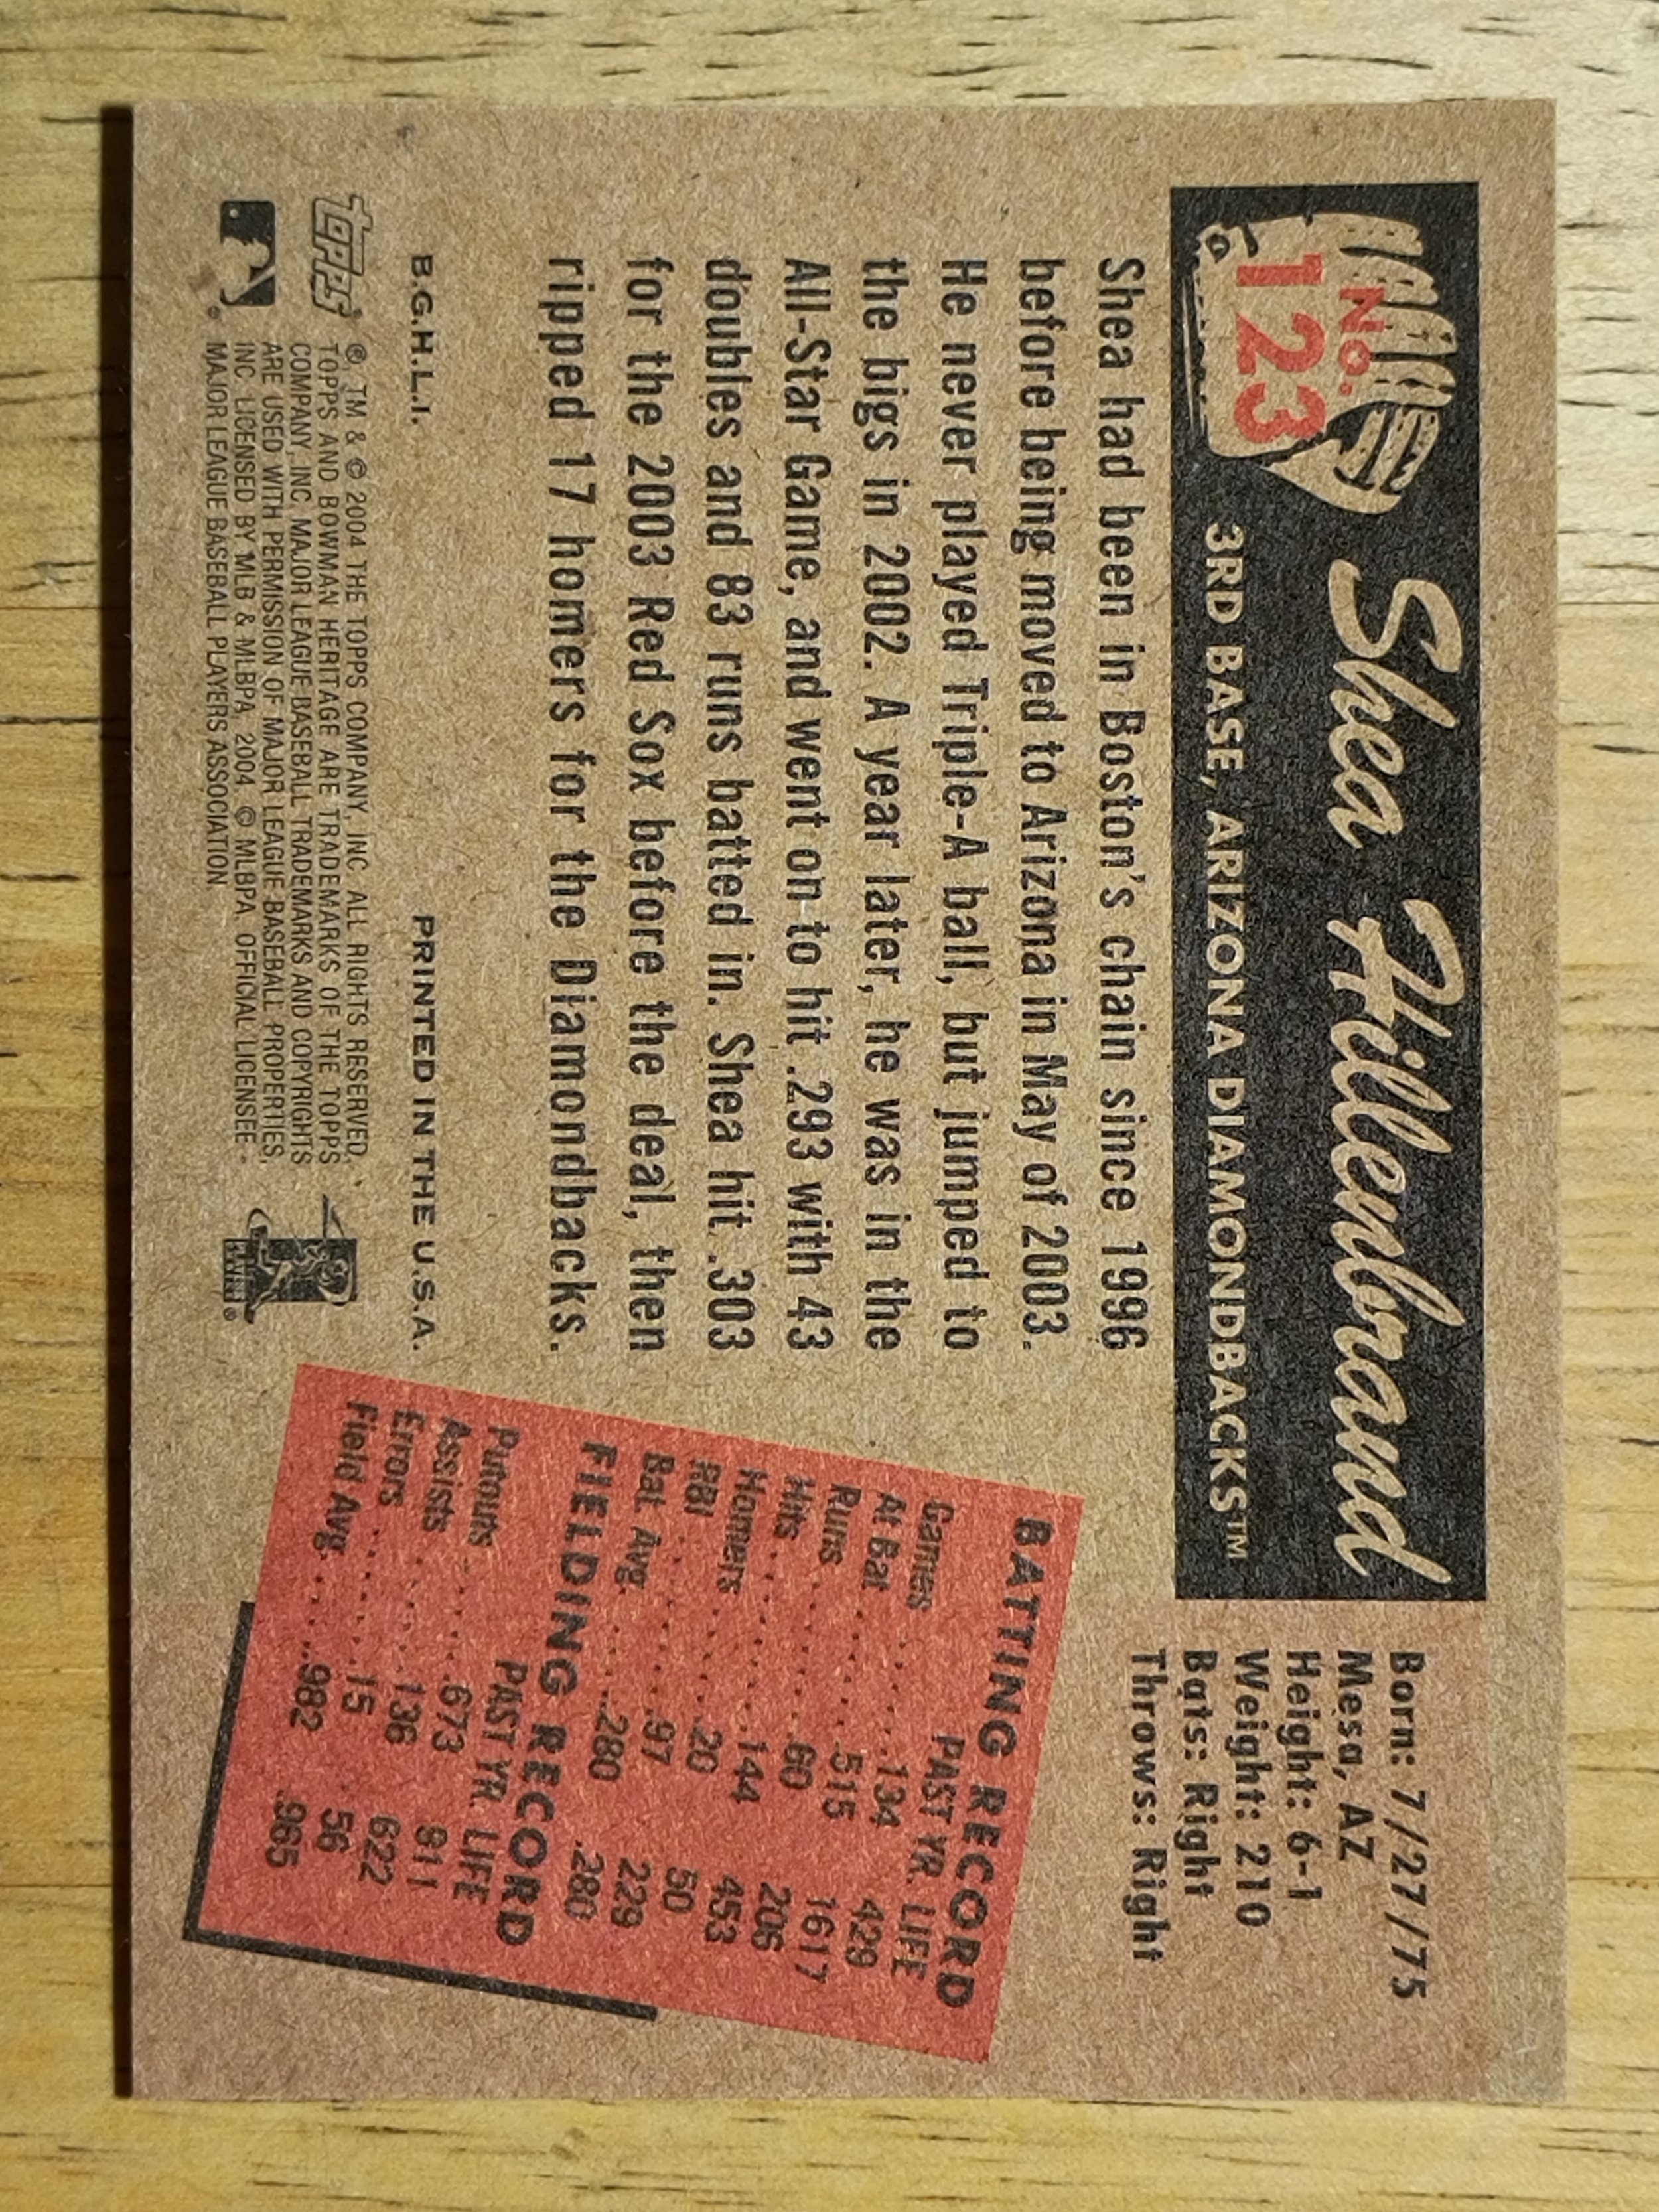 No.
123
Shea Hillenbrand
3RD BASE, ARIZONA DIAMONDBACKS™
Born: 7/27/75
Mesa, AZ
Height: 6-1
Weight: 210
Bats: Right
Throws: Right
Shea had been in Boston's chain since 1996
before being moved to Arizona in May of 2003.
He never played Triple-A ball, but jumped to
the bigs in 2002. A year later, he was in the
All-Star Game, and went on to hit .293 with 43
doubles and 83 runs batted in. Shea hit .303
for the 2003 Red Sox before the deal, then
ripped 17 homers for the Diamondbacks.
BATTING RECORD
PAST YR. LIFE
Games 134 429
At Bat 515 1617
Runs 60 206
Hits 144 453
Homers 20 50
RBI 97 229
Bat. Avg. .280 .280
FIELDING RECORD
PAST YR. LIFE
Putouts 673 911
Assists 136 622
Errors 15 56
Field Avg. .982 .965
B.G.H.L.I. PRINTED IN THE U.S.A.
topps®
®, TM & © 2004 THE TOPPS COMPANY, INC. ALL RIGHTS RESERVED.
TOPPS AND BOWMAN HERITAGE ARE TRADEMARKS OF THE TOPPS
COMPANY, INC. MAJOR LEAGUE BASEBALL TRADEMARKS AND COPYRIGHTS
ARE USED WITH PERMISSION OF MAJOR LEAGUE BASEBALL PROPERTIES,
INC. LICENSED BY MLB & MLBPA, 2004. © MLBPA. OFFICIAL LICENSEE -
MAJOR LEAGUE BASEBALL PLAYERS ASSOCIATION